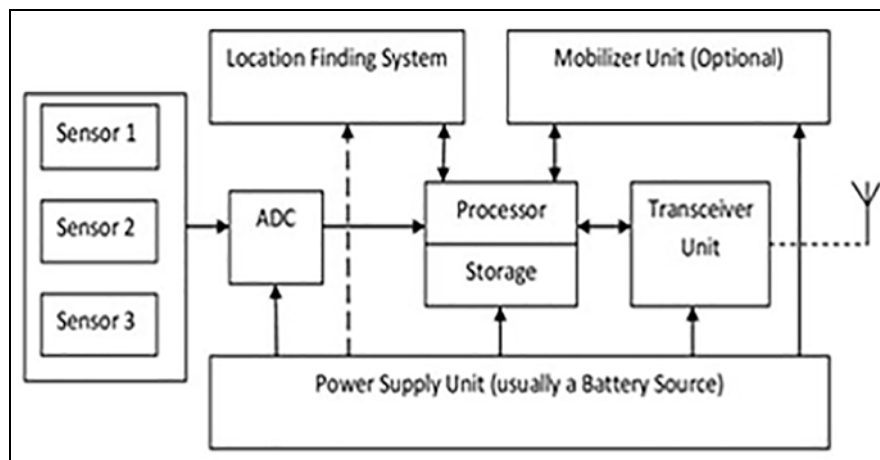 Location Finding System
Mobilizer Unit (Optional)
Sensor 1
Sensor 2
Sensor 3
ADC
Processor
Storage
Transceiver
Unit
Power Supply Unit (usually a Battery Source)